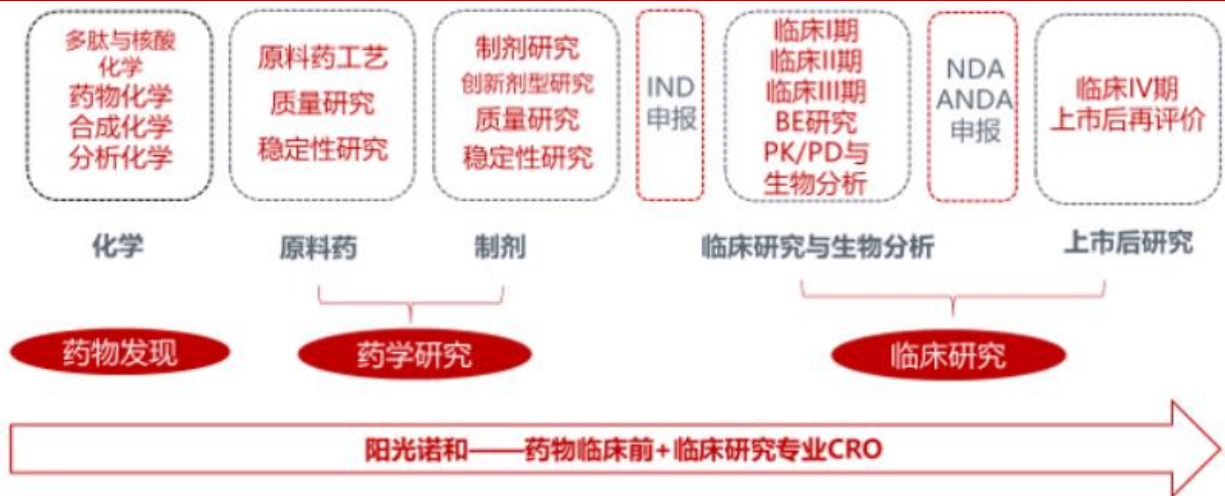 多肽与核酸
化学
药物化学
合成化学
分析化学
原料药工艺
质量研究
稳定性研究
制剂研究
创新剂型研究
质量研究
稳定性研究
IND
申报
临床I期
临床II期
临床III期
BE研究
PK/PD与
生物分析
NDA
ANDA
申报
临床IV期
上市后再评价
化学
原料药
制剂
临床研究与生物分析
上市后研究
药物发现
药学研究
临床研究
阳光诺和——药物临床前+临床研究专业CRO